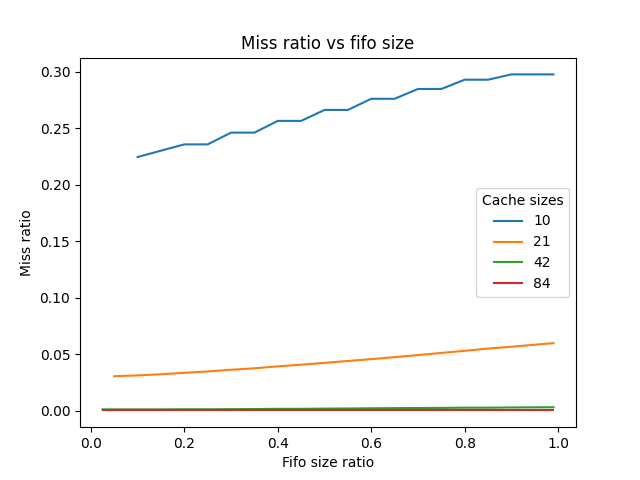 Miss ratio vs fifo size
0.30
0.25
0.20
0.15
0.10
0.05
0.00
Miss ratio
Cache sizes
10
21
42
84
0.0 0.2 0.4 0.6 0.8 1.0
Fifo size ratio